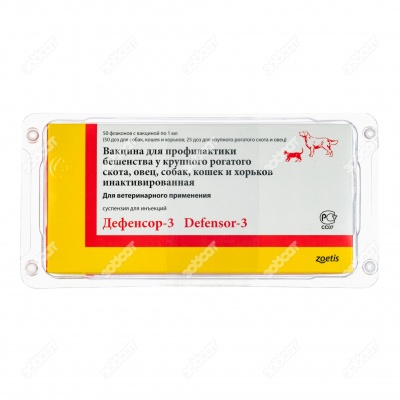 50 флаконов с вакциной по 1 мл
(50 доз для собак, кошек и хорьков, 25 доз для крупного рогатого скота и овец)
Вакцина для профилактики
бешенства у крупного рогатого
скота, овец, собак, кошек и хорьков
инактивированная
Для ветеринарного применения
суспензия для инъекций
Дефенсор-3 Defensor-3
РС
СС07
zoetis